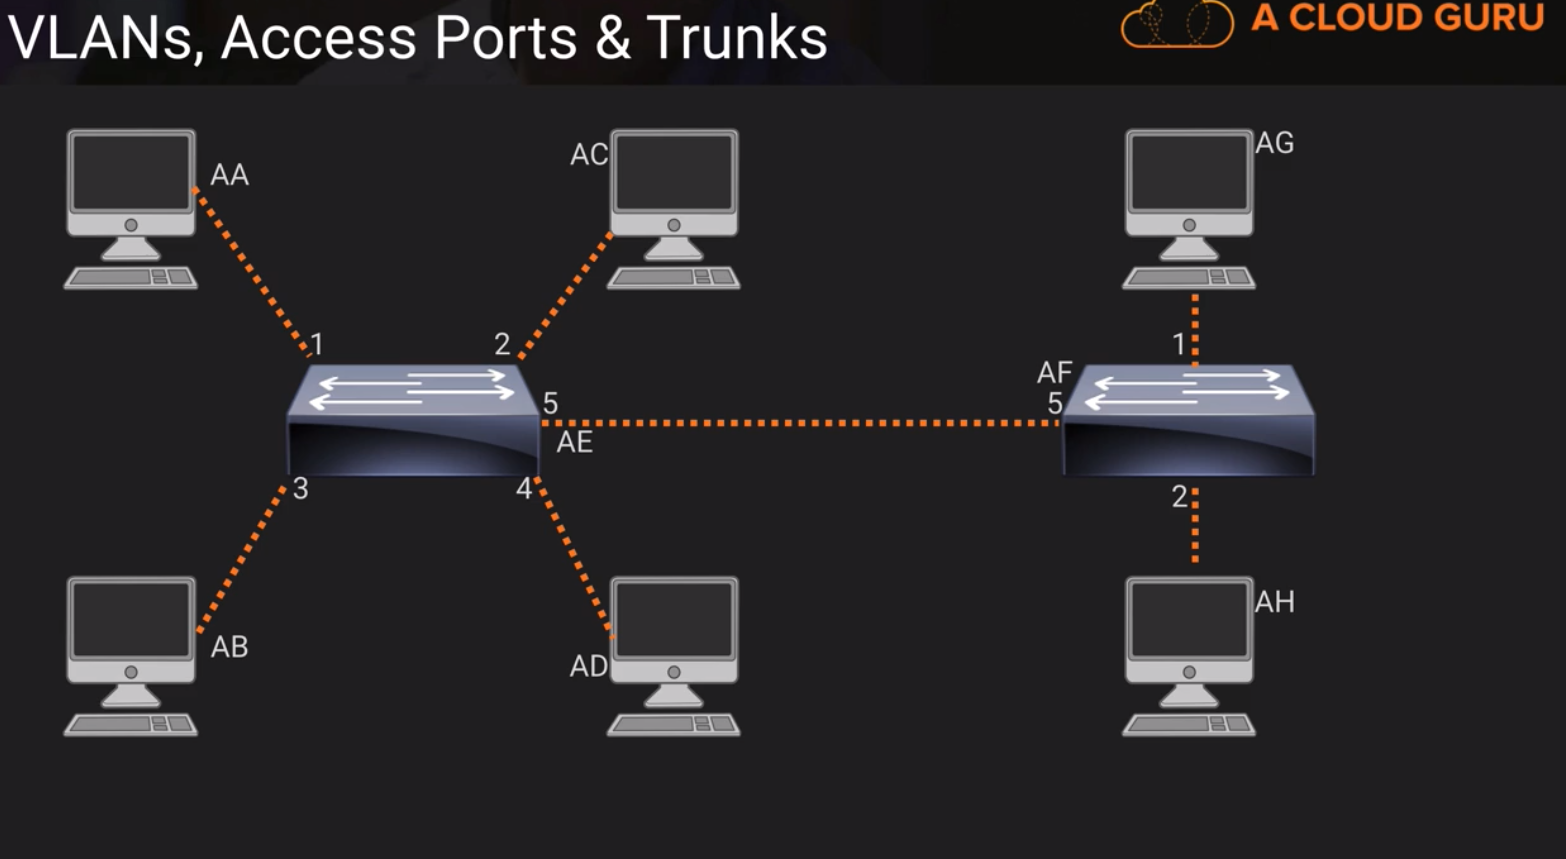 VLANs, Access Ports & Trunks
A CLOUD GURU
AA
AC
AG
1
2
1
AF
5
5
AE
3
4
2
AB
AD
AH